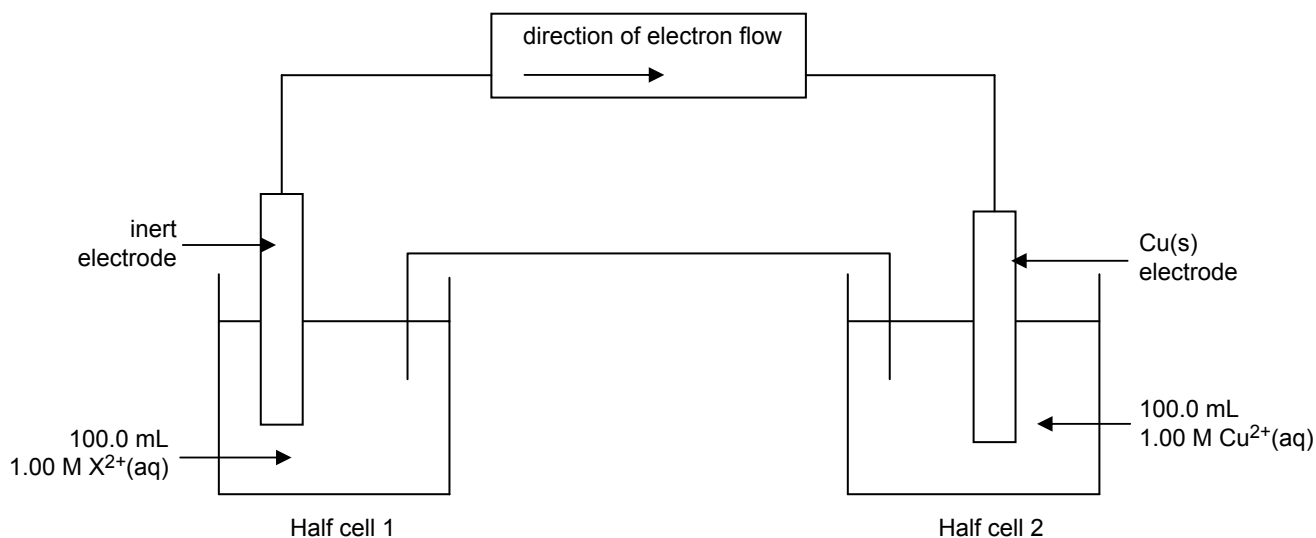 direction of electron flow
inert
electrode
Cu(s)
electrode
100.0 mL
1.00 M X²⁺(aq)
100.0 mL
1.00 M Cu²⁺(aq)
Half cell 1
Half cell 2